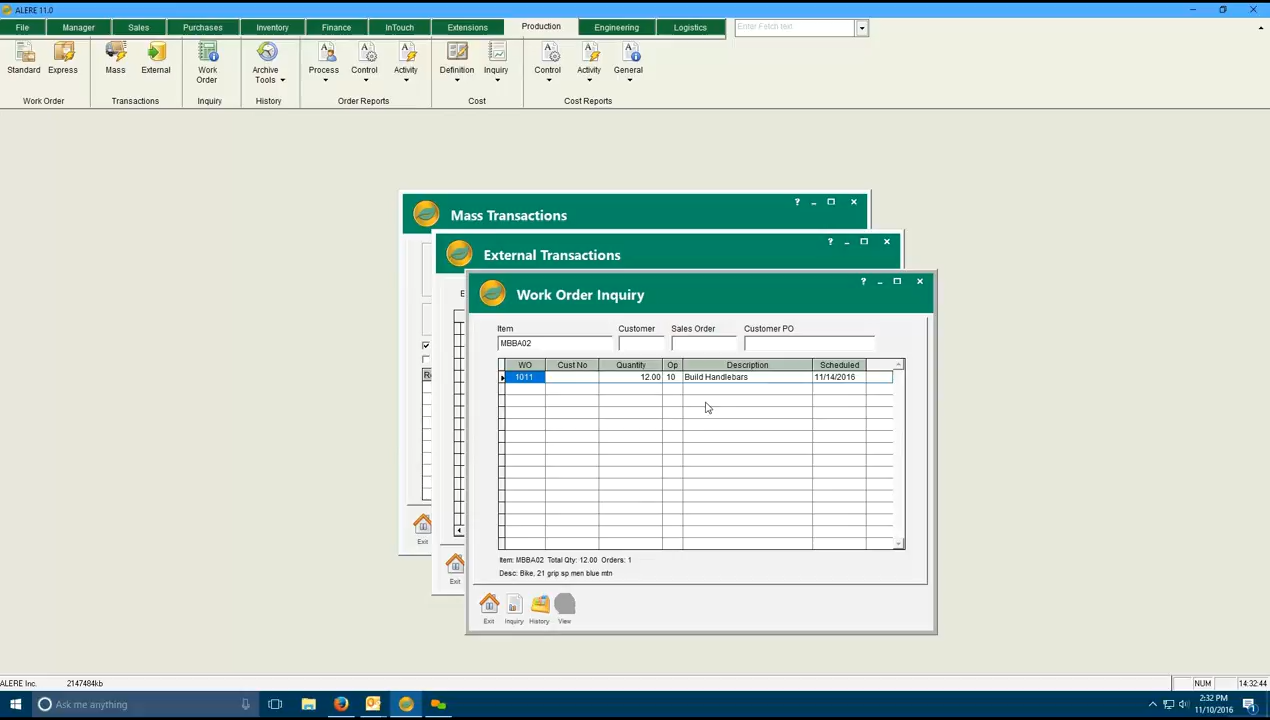 ALERE 11.0
File Manager Sales Purchases Inventory Finance InTouch Extensions Production Engineering Logistics Enter Fetch text
Standard Express Mass External Work Order Archive Tools Process Control Activity Definition Inquiry Control Activity General
Work Order Transactions Inquiry History Order Reports Cost Cost Reports
Mass Transactions
External Transactions
Work Order Inquiry
Item Customer Sales Order Customer PO
MBBA02
WO Cust No Quantity Op Description Scheduled
1011 12.00 10 Build Handlebars 11/14/2016
Item: MBBA02 Total Qty: 12.00 Orders: 1
Desc: Bike, 21 grip sp men blue mtn
Exit Exit Exit Inquiry History View
ALERE Inc. 2147484kb NUM 14:32:44
Ask me anything
2:32 PM
11/10/2016